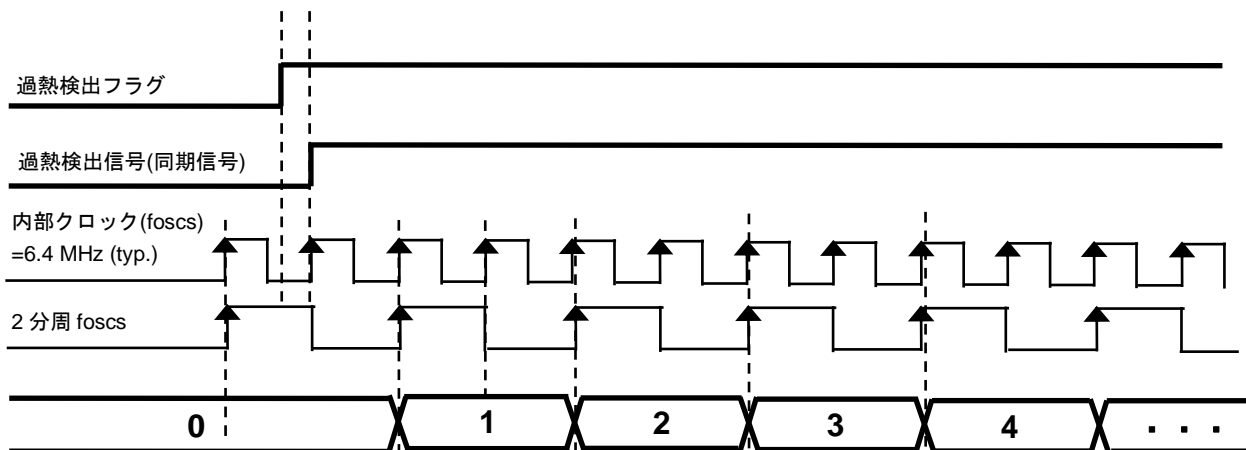 過熱検出フラグ
過熱検出信号(同期信号)
内部クロック(foscs)
=6.4 MHz (typ.)
2 分周 foscs
0 1 2 3 4 ・・・